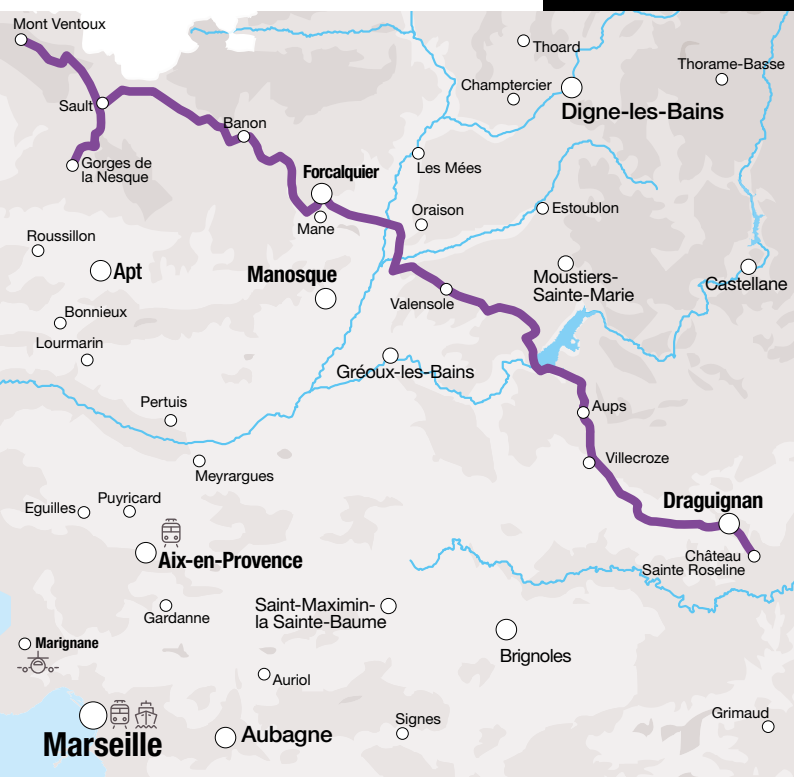 Mont Ventoux
Thoard
Thorame-Basse
Champtercier
Digne-les-Bains
Sault
Banon
Gorges de
la Nesque
Forcalquier
Les Mées
Mane
Oraison
Estoublon
Roussillon
Apt
Manosque
Moustiers-
Sainte-Marie
Castellane
Valensole
Bonnieux
Lourmarin
Gréoux-les-Bains
Pertuis
Aups
Meyrargues
Villecroze
Eguilles
Puyricard
Draguignan
Aix-en-Provence
Château
Sainte Roseline
Gardanne
Saint-Maximin-
la Sainte-Baume
Marignane
Brignoles
Auriol
Marseille
Aubagne
Signes
Grimaud